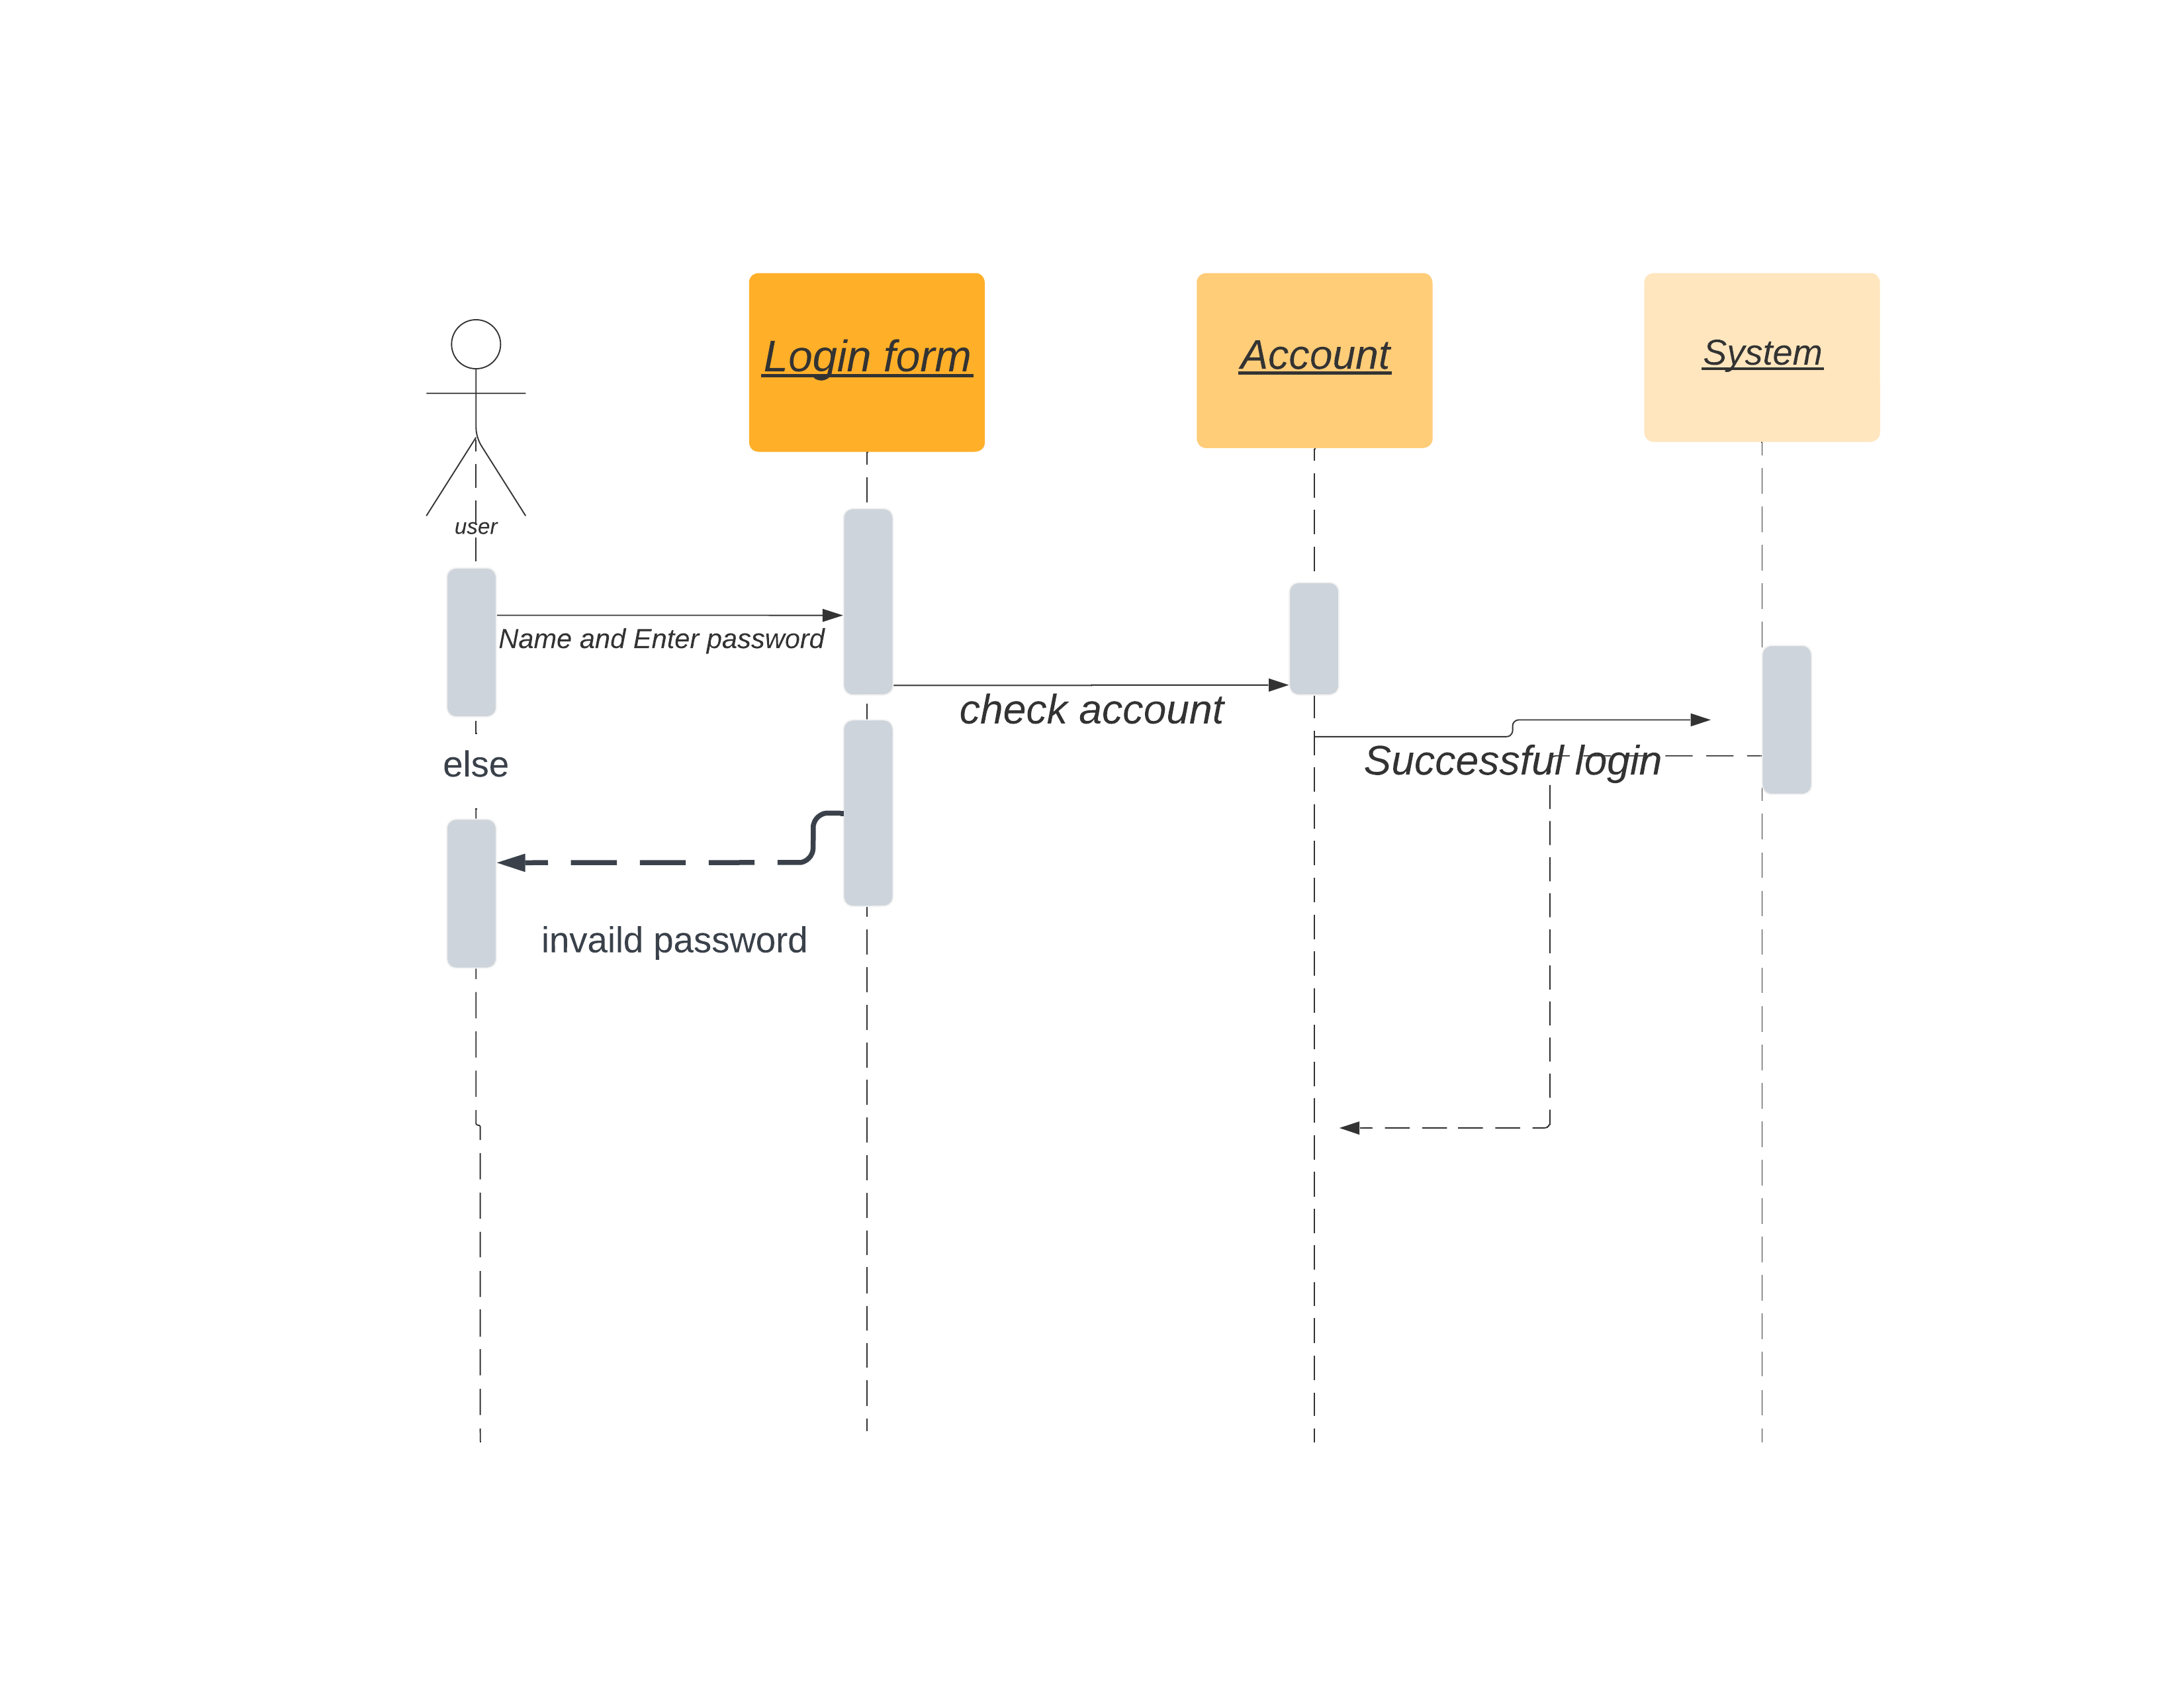 Login form
Account
System
user
Name and Enter password
check account
Successful login
else
invaild password